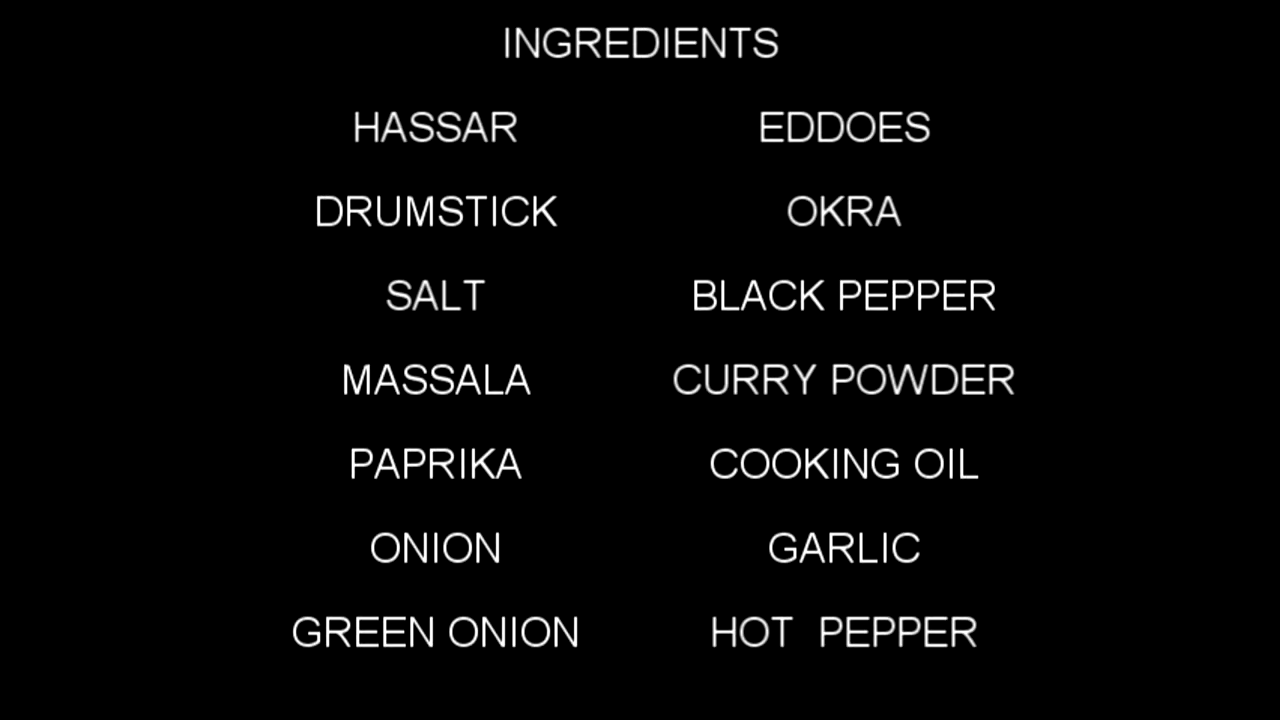 INGREDIENTS
HASSAR EDDOES
DRUMSTICK OKRA
SALT BLACK PEPPER
MASSALA CURRY POWDER
PAPRIKA COOKING OIL
ONION GARLIC
GREEN ONION HOT PEPPER